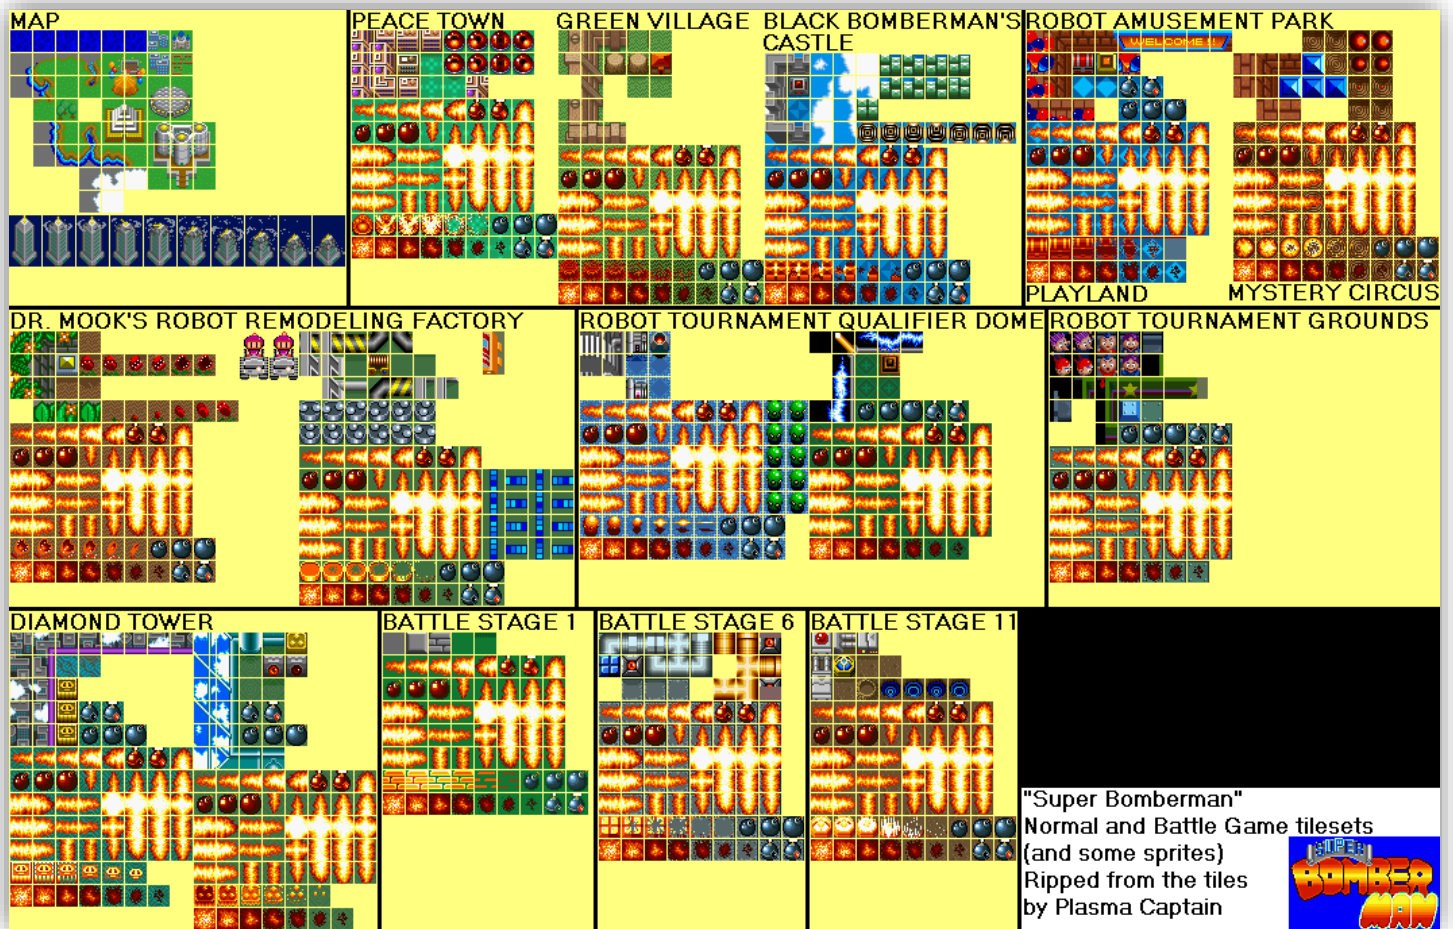 MAP
PEACE TOWN
GREEN VILLAGE
BLACK BOMBERMAN'S
CASTLE
ROBOT AMUSEMENT PARK
WELCOME!!
PLAYLAND
MYSTERY CIRCUS
DR. MOOK'S ROBOT REMODELING FACTORY
ROBOT TOURNAMENT QUALIFIER DOME
ROBOT TOURNAMENT GROUNDS
DIAMOND TOWER
BATTLE STAGE 1
BATTLE STAGE 6
BATTLE STAGE 11
"Super Bomberman"
Normal and Battle Game tilesets
(and some sprites)
Ripped from the tiles
by Plasma Captain
SUPER
BOMBER
MAN